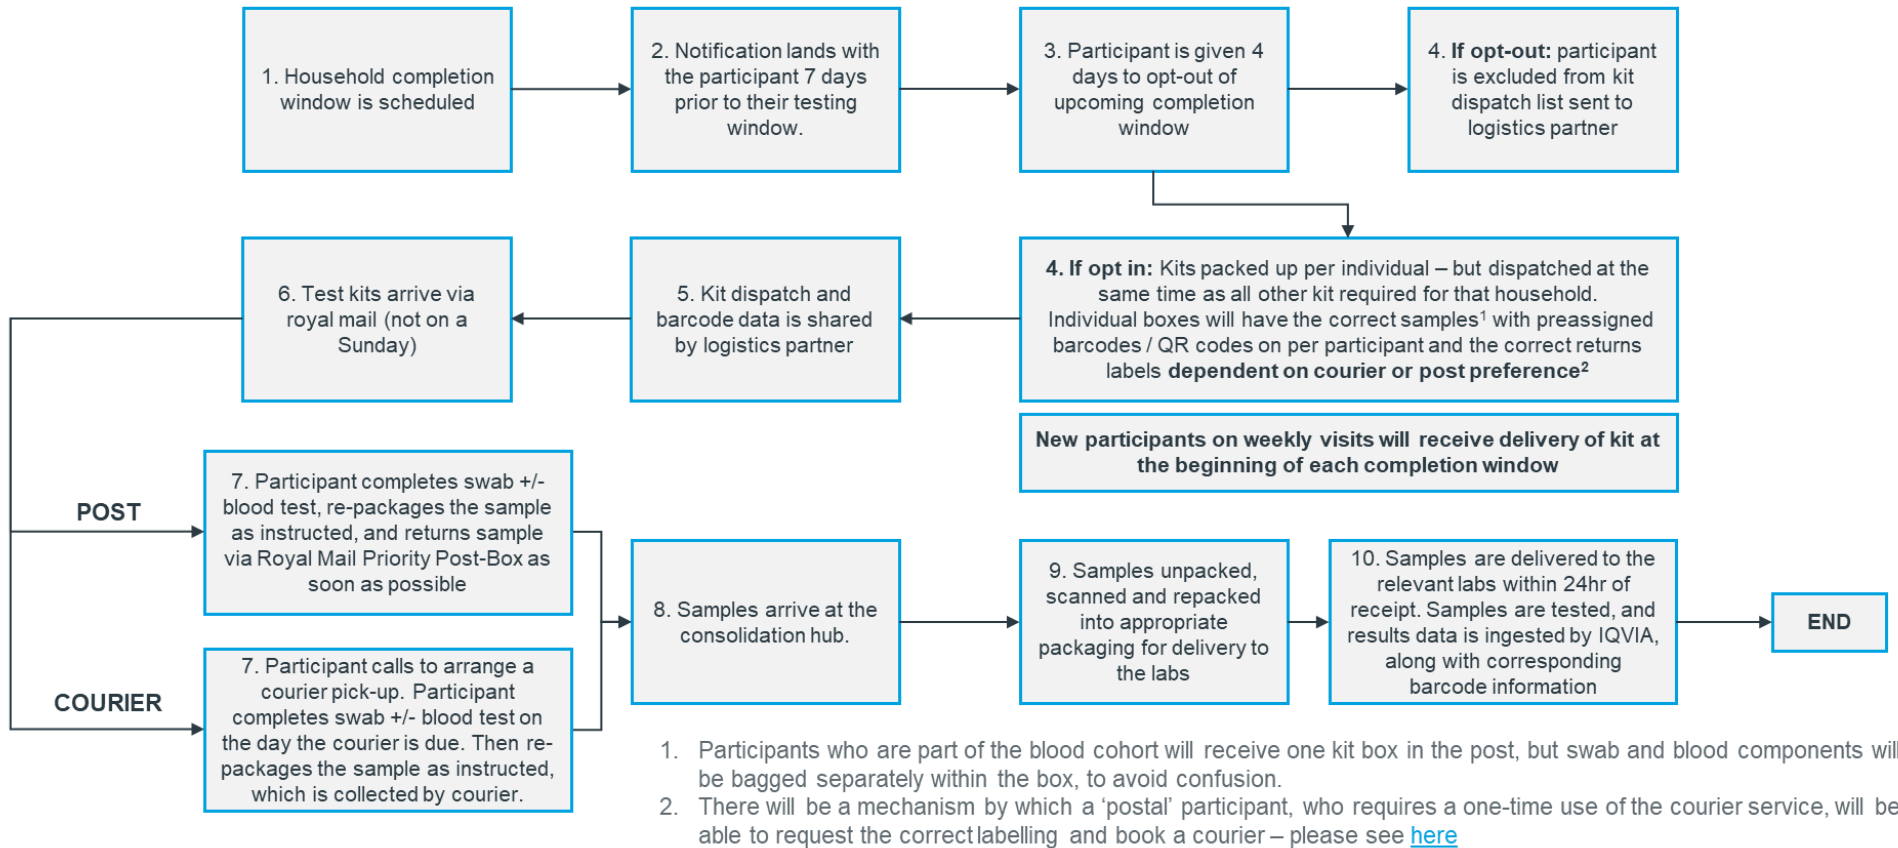 1. Household completion
window is scheduled
2. Notification lands with
the participant 7 days
prior to their testing
window.
3. Participant is given 4
days to opt-out of
upcoming completion
window
4. If opt-out: participant
is excluded from kit
dispatch list sent to
logistics partner
4. If opt in: Kits packed up per individual – but dispatched at the
same time as all other kit required for that household.
Individual boxes will have the correct samples¹ with preassigned
barcodes / QR codes on per participant and the correct returns
labels dependent on courier or post preference²
5. Kit dispatch and
barcode data is shared
by logistics partner
6. Test kits arrive via
royal mail (not on a
Sunday)
New participants on weekly visits will receive delivery of kit at
the beginning of each completion window
POST
7. Participant completes swab +/-
blood test, re-packages the sample
as instructed, and returns sample
via Royal Mail Priority Post-Box as
soon as possible
COURIER
7. Participant calls to arrange a
courier pick-up. Participant
completes swab +/- blood test on
the day the courier is due. Then re-
packages the sample as instructed,
which is collected by courier.
8. Samples arrive at the
consolidation hub.
9. Samples unpacked,
scanned and repacked
into appropriate
packaging for delivery to
the labs
10. Samples are delivered to the
relevant labs within 24hr of
receipt. Samples are tested, and
results data is ingested by IQVIA,
along with corresponding
barcode information
END
1. Participants who are part of the blood cohort will receive one kit box in the post, but swab and blood components will
be bagged separately within the box, to avoid confusion.
2. There will be a mechanism by which a ‘postal’ participant, who requires a one-time use of the courier service, will be
able to request the correct labelling and book a courier – please see here